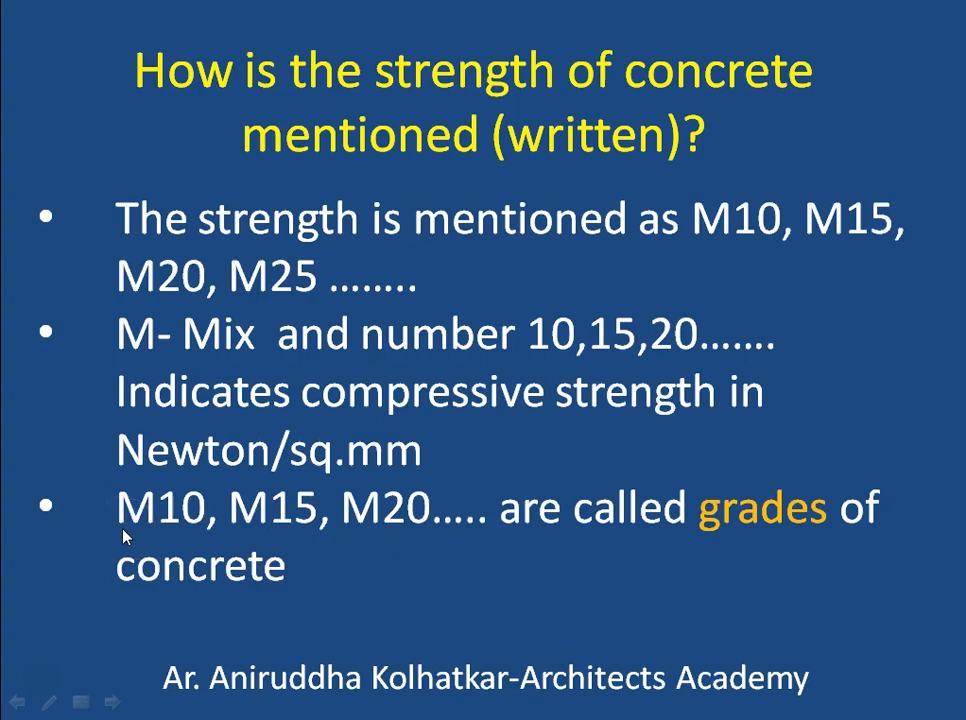 How is the strength of concrete
mentioned (written)?
• The strength is mentioned as M10, M15,
M20, M25 ........
• M- Mix  and number 10,15,20.......
Indicates compressive strength in
Newton/sq.mm
• M10, M15, M20..... are called grades of
concrete
Ar. Aniruddha Kolhatkar-Architects Academy